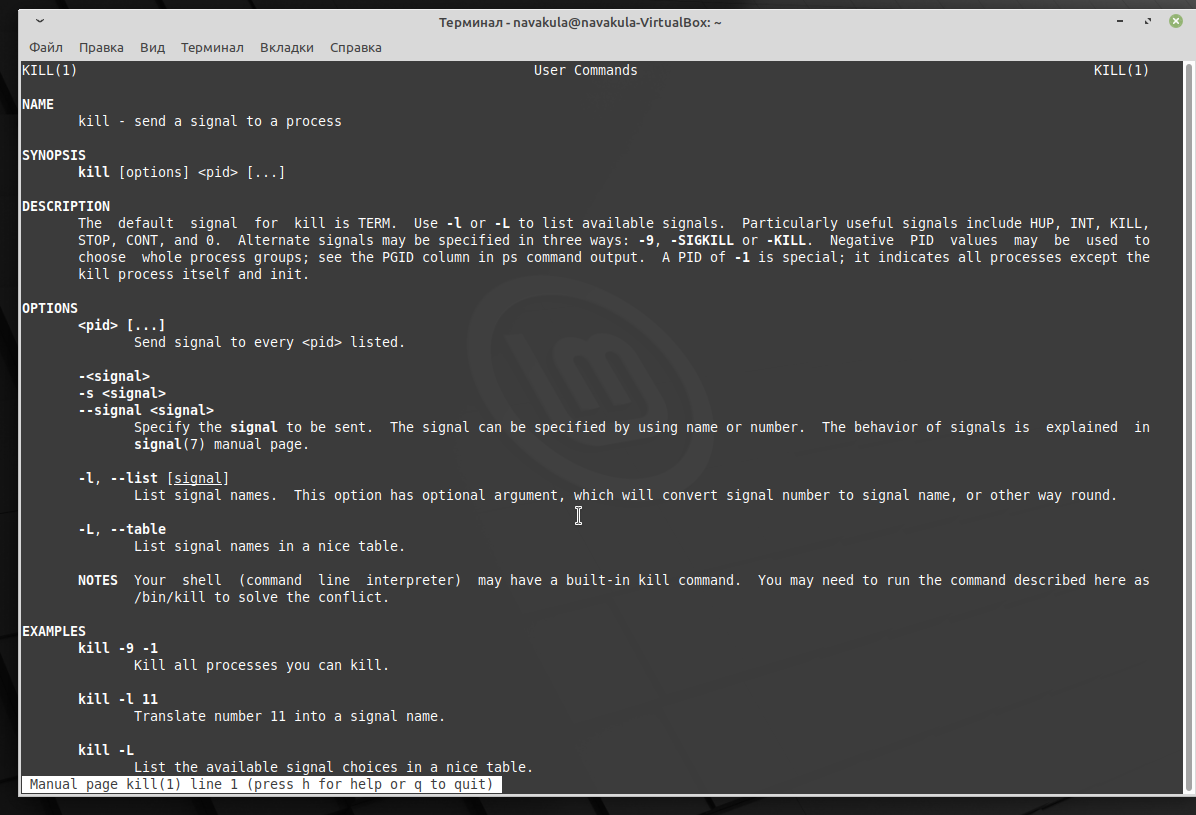 Терминал - navakula@navakula-VirtualBox: ~
Файл Правка Вид Терминал Вкладки Справка
KILL(1) User Commands KILL(1)
NAME
kill - send a signal to a process
SYNOPSIS
kill [options] <pid> [...]
DESCRIPTION
The default signal for kill is TERM. Use -l or -L to list available signals. Particularly useful signals include HUP, INT, KILL,
STOP, CONT, and 0. Alternate signals may be specified in three ways: -9, -SIGKILL or -KILL. Negative PID values may be used to
choose whole process groups; see the PGID column in ps command output. A PID of -1 is special; it indicates all processes except the
kill process itself and init.
OPTIONS
<pid> [...]
Send signal to every <pid> listed.
-<signal>
-s <signal>
--signal <signal>
Specify the signal to be sent. The signal can be specified by using name or number. The behavior of signals is explained in
signal(7) manual page.
-l, --list [signal]
List signal names. This option has optional argument, which will convert signal number to signal name, or other way round.
-L, --table
List signal names in a nice table.
NOTES Your shell (command line interpreter) may have a built-in kill command. You may need to run the command described here as
/bin/kill to solve the conflict.
EXAMPLES
kill -9 -1
Kill all processes you can kill.
kill -l 11
Translate number 11 into a signal name.
kill -L
List the available signal choices in a nice table.
Manual page kill(1) line 1 (press h for help or q to quit)